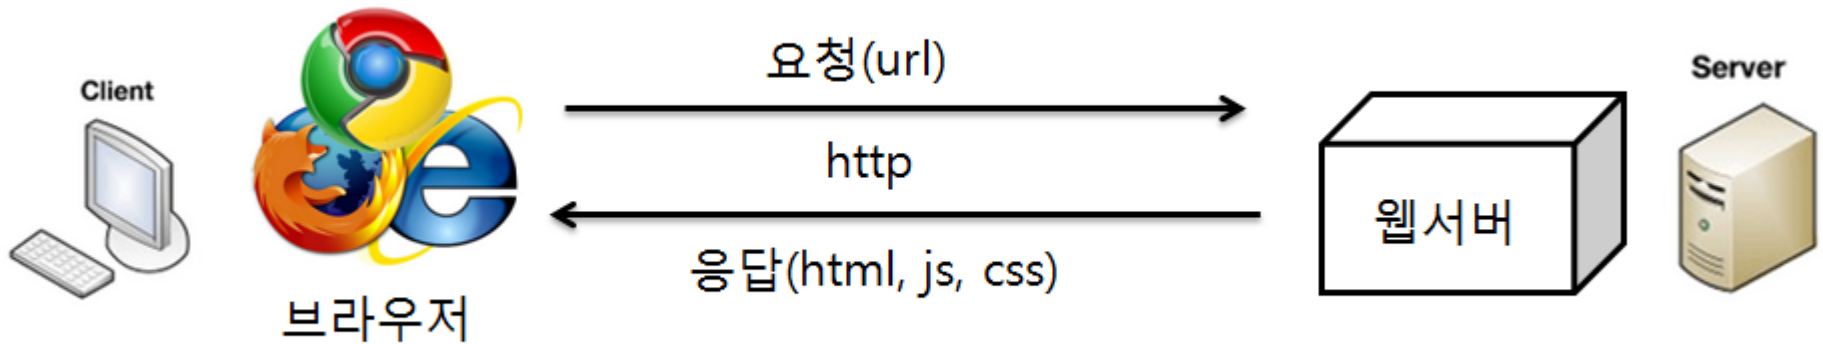 Client
브라우저
요청(url)
http
응답(html, js, css)
웹서버
Server